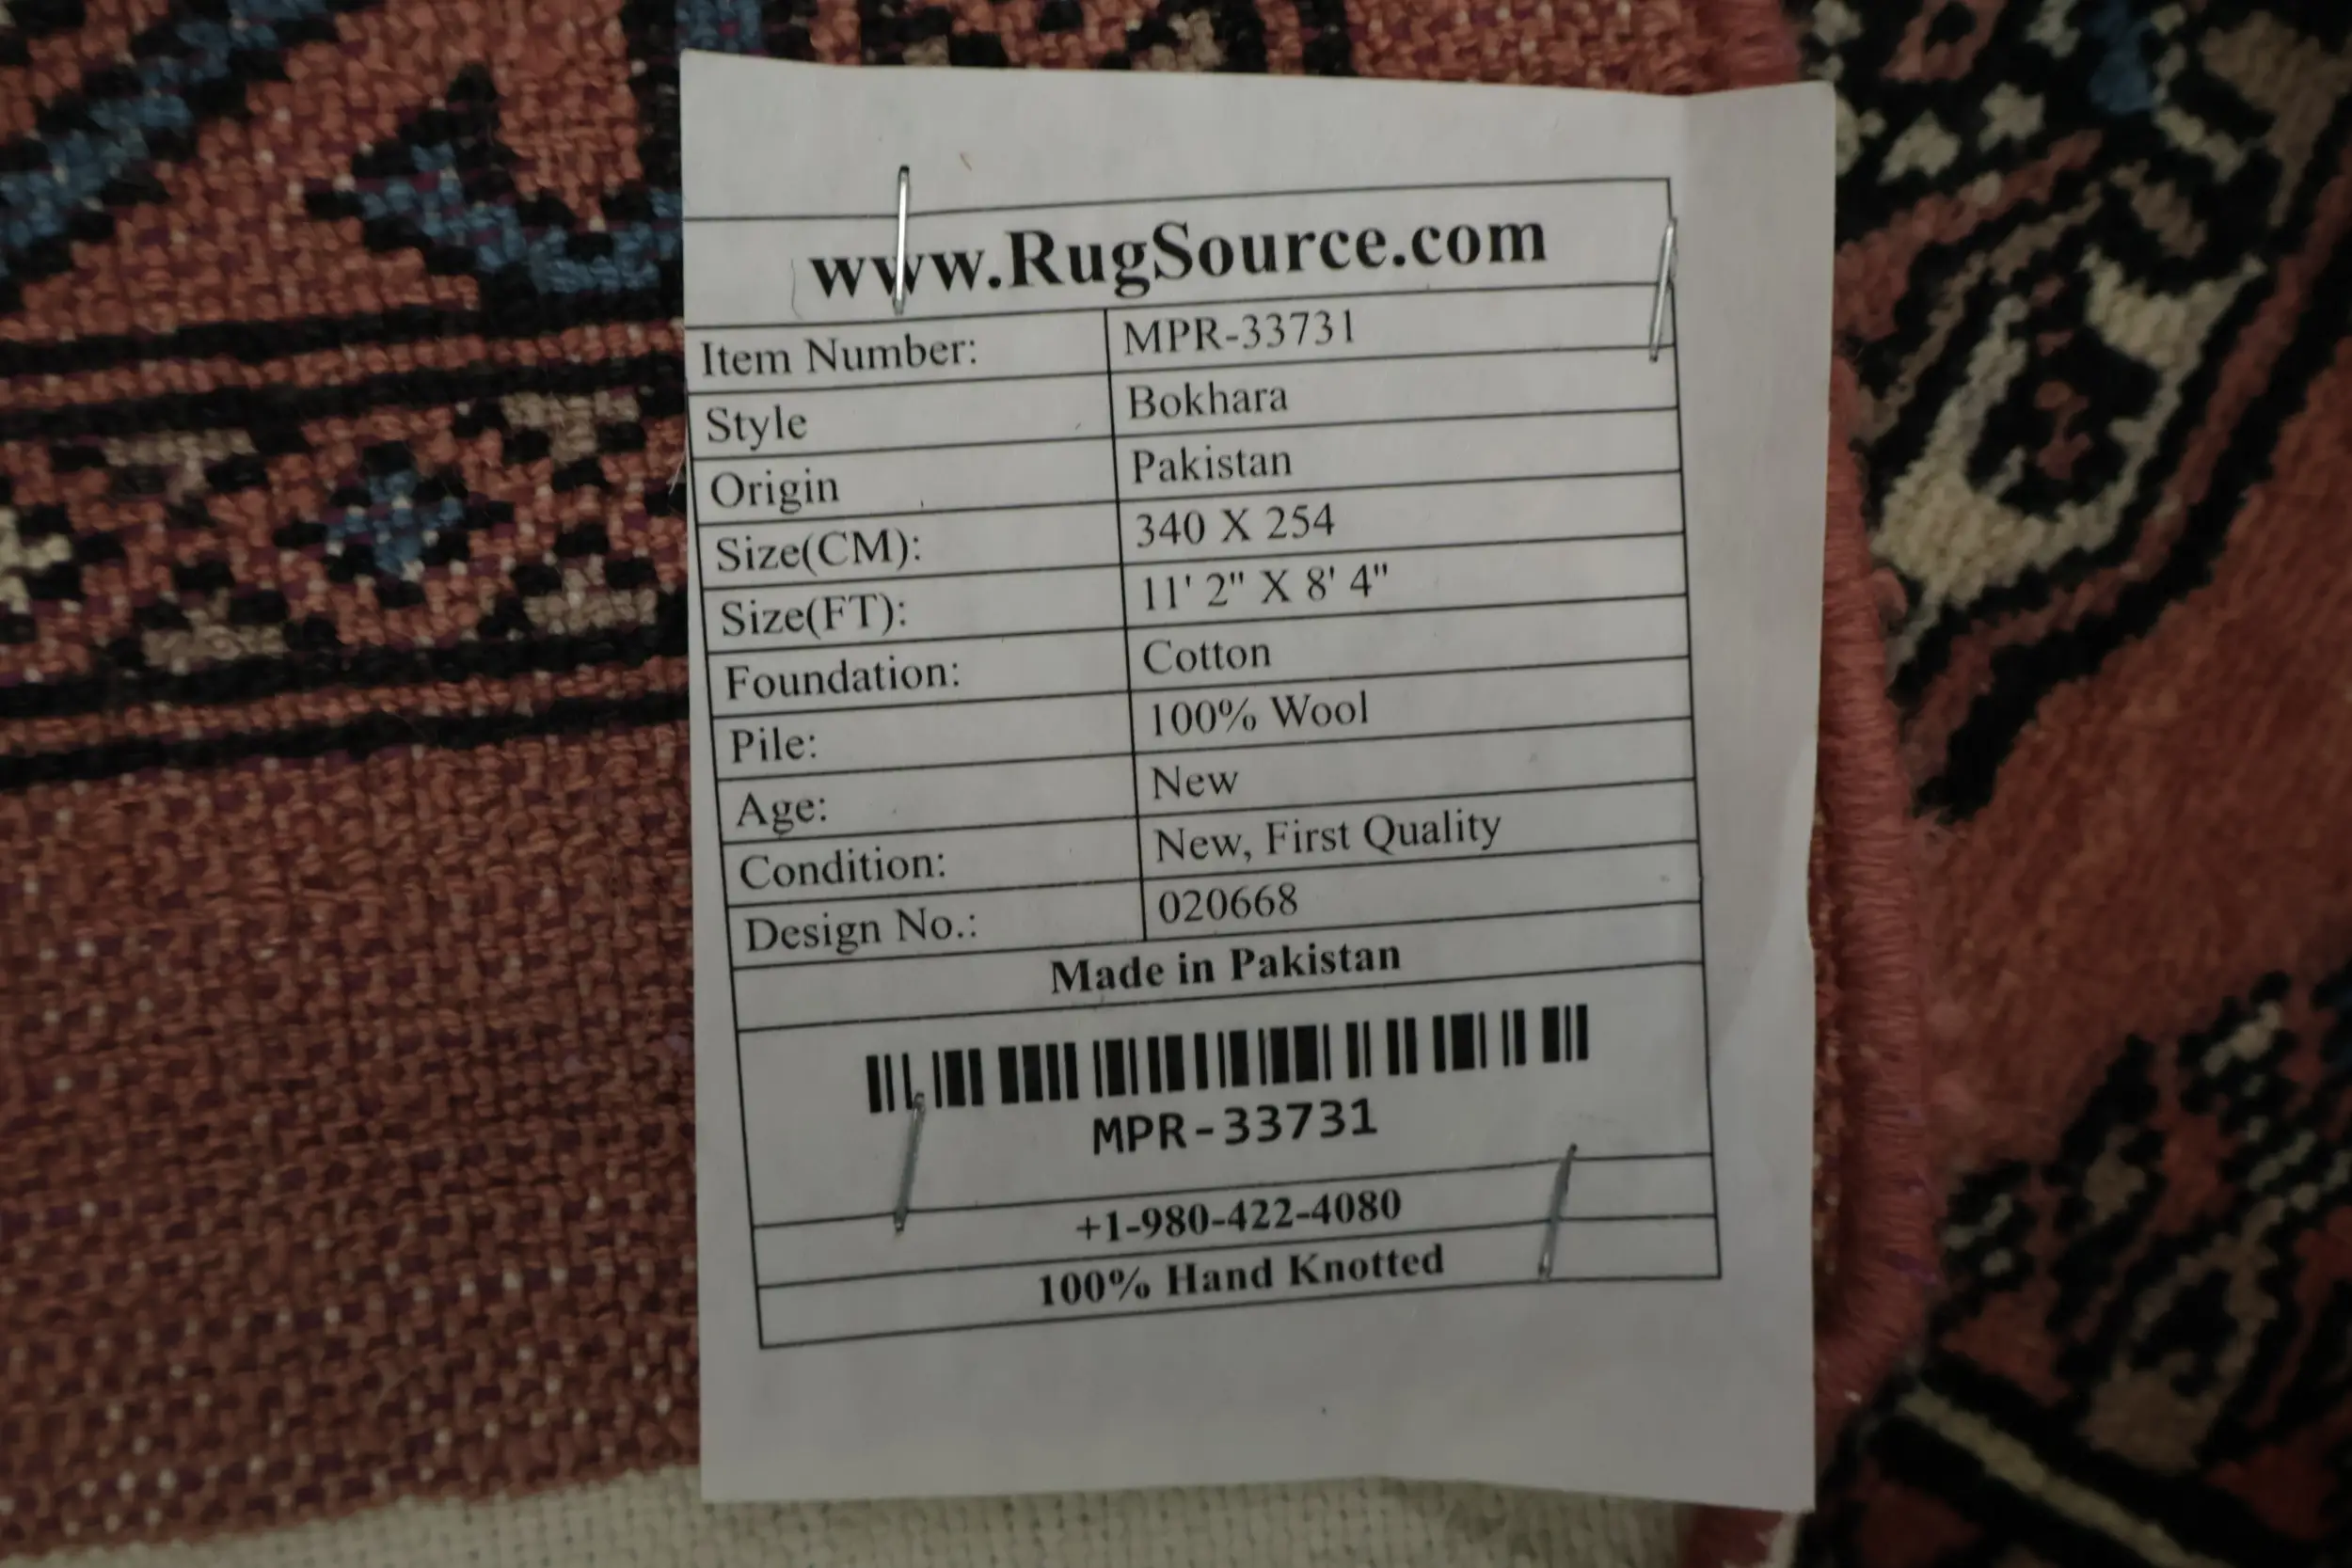 www.RugSource.com
Item Number: MPR-33731
Style Bokhara
Origin Pakistan
Size(CM): 340 X 254
Size(FT): 11' 2" X 8' 4"
Foundation: Cotton
Pile: 100% Wool
Age: New
Condition: New, First Quality
Design No.: 020668
Made in Pakistan
MPR-33731
+1-980-422-4080
100% Hand Knotted